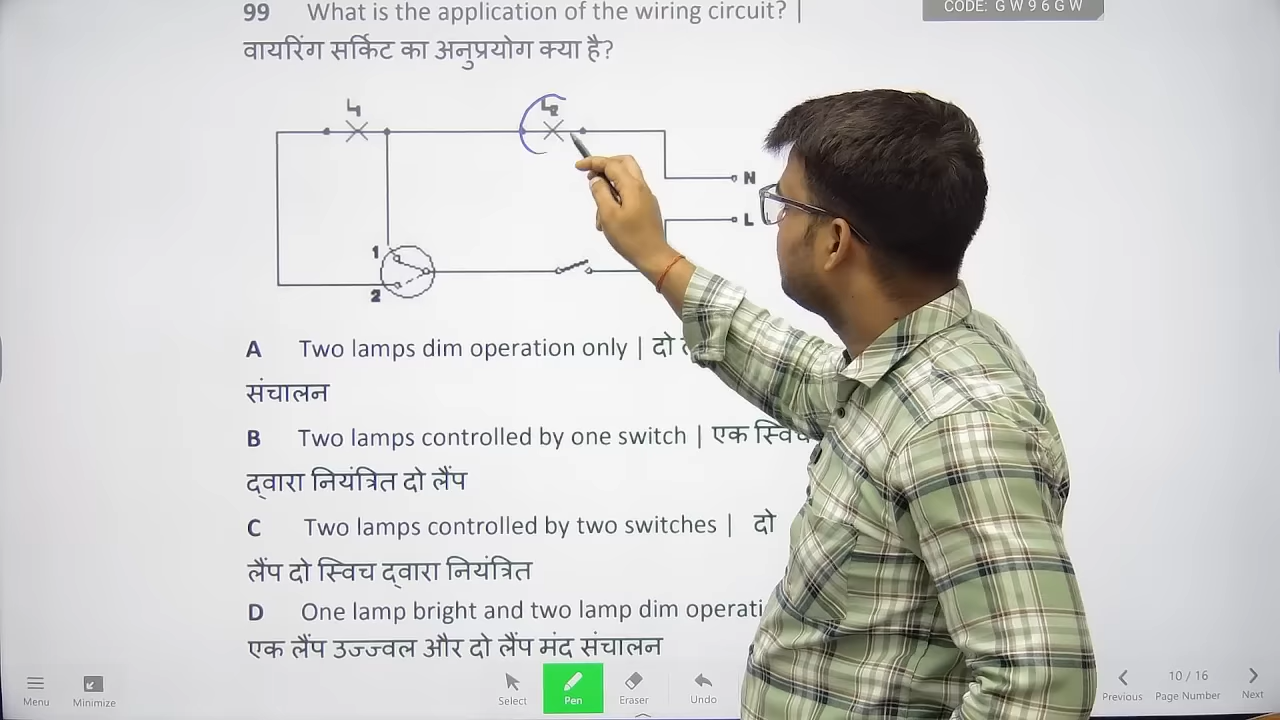 CODE: GW96GW
99 What is the application of the wiring circuit? |
वायरिंग सर्किट का अनुप्रयोग क्या है?
L1
L2
N
L
1
2
A Two lamps dim operation only | दो
संचालन
B Two lamps controlled by one switch | एक स्विच
द्वारा नियंत्रित दो लैंप
C Two lamps controlled by two switches | दो
लैंप दो स्विच द्वारा नियंत्रित
D One lamp bright and two lamp dim
एक लैंप उज्ज्वल और दो लैंप मंद संचालन
Menu Minimize Select Pen Eraser Undo Previous 10 / 16 Page Number Next